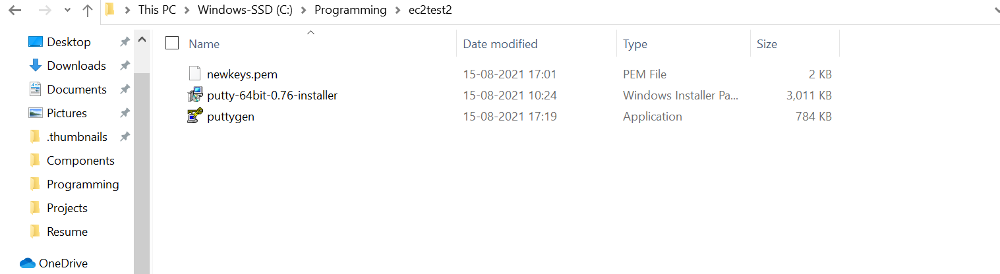 This PC > Windows-SSD (C:) > Programming > ec2test2
Desktop
Downloads
Documents
Pictures
.thumbnails
Components
Programming
Projects
Resume
OneDrive
Name Date modified Type Size
newkeys.pem 15-08-2021 17:01 PEM File 2 KB
putty-64bit-0.76-installer 15-08-2021 10:24 Windows Installer Pa... 3,011 KB
puttygen 15-08-2021 17:19 Application 784 KB